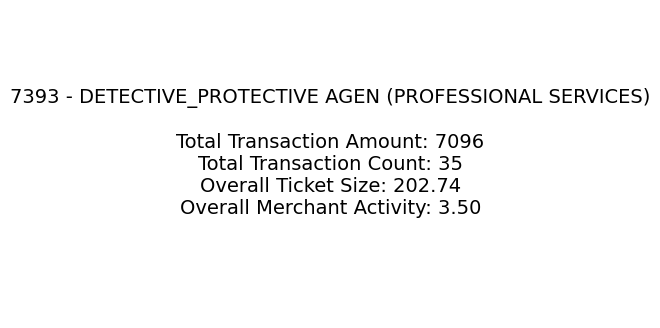 7393 - DETECTIVE_PROTECTIVE AGEN (PROFESSIONAL SERVICES)
Total Transaction Amount: 7096
Total Transaction Count: 35
Overall Ticket Size: 202.74
Overall Merchant Activity: 3.50